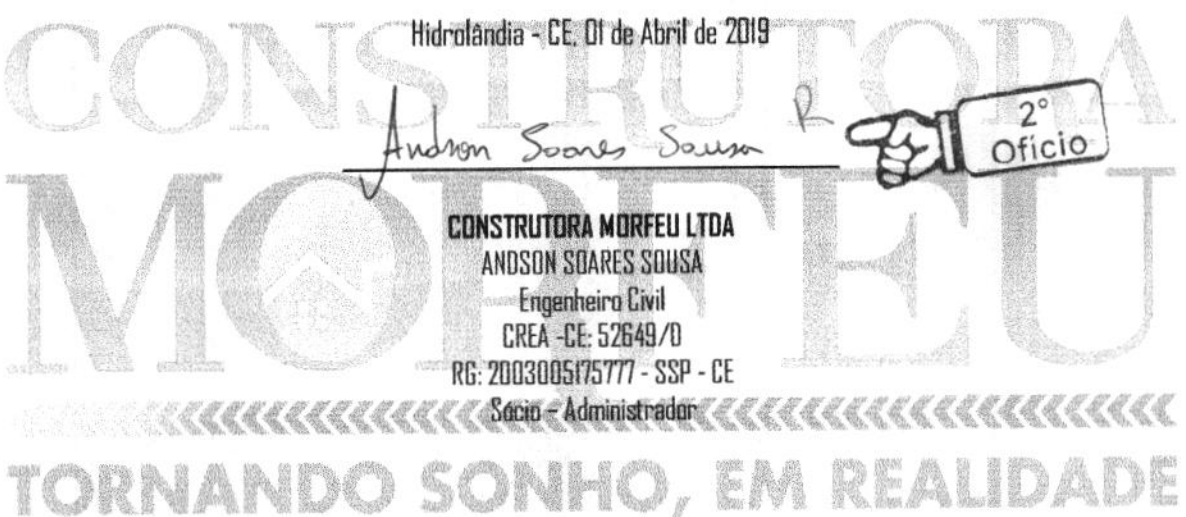 Hidrolândia - CE, 01 de Abril de 2019
CONSTRUTORA
Andson Soares Sousa R
2°
Ofício
MORFEU
CONSTRUTORA MORFEU LTDA
ANDSON SOARES SOUSA
Engenheiro Civil
CREA -CE: 52649/D
RG: 2003005175777 - SSP - CE
Sócio – Administrador
TORNANDO SONHO, EM REALIDADE